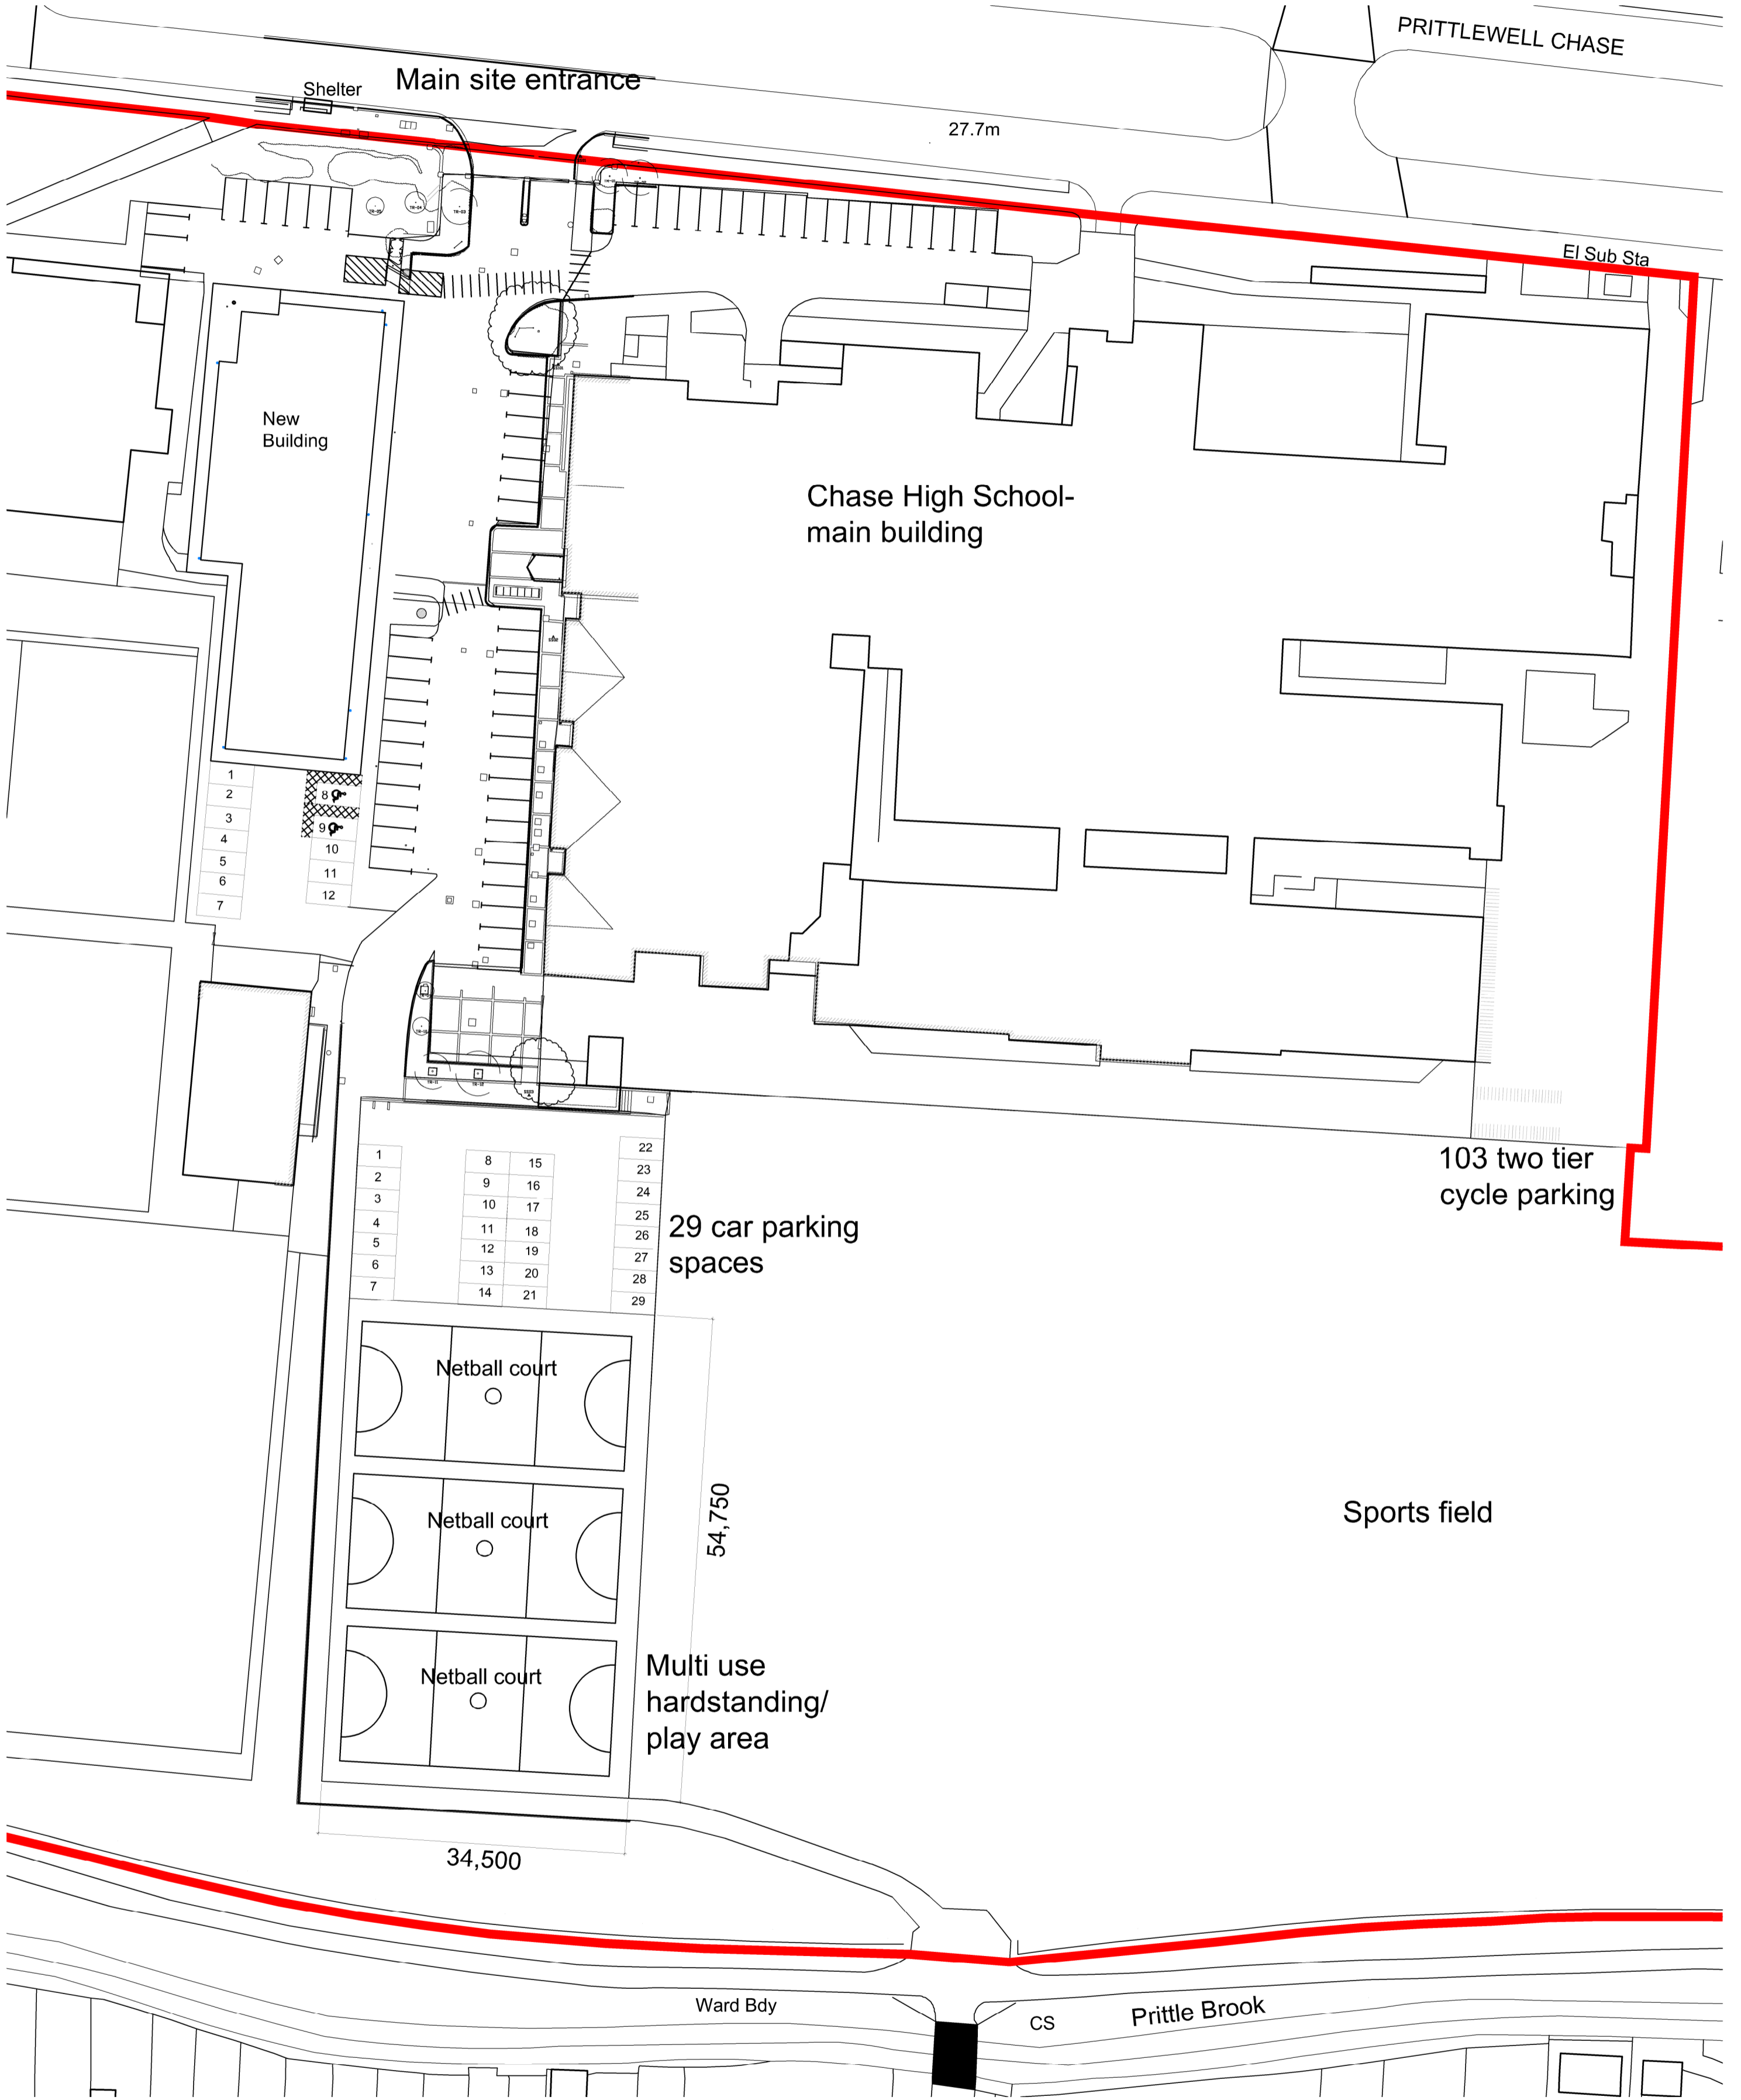 PRITTLEWELL CHASE
Main site entrance
Shelter
27.7m
El Sub Sta
New
Building
Chase High School-
main building
1
2
3
4
5
6
7
8
9
10
11
12
103 two tier
cycle parking
1
2
3
4
5
6
7
8
9
10
11
12
13
14
15
16
17
18
19
20
21
22
23
24
25
26
27
28
29
29 car parking
spaces
Netball court
Netball court
Netball court
54,750
Sports field
Multi use
hardstanding/
play area
34,500
Ward Bdy
CS
Prittle Brook